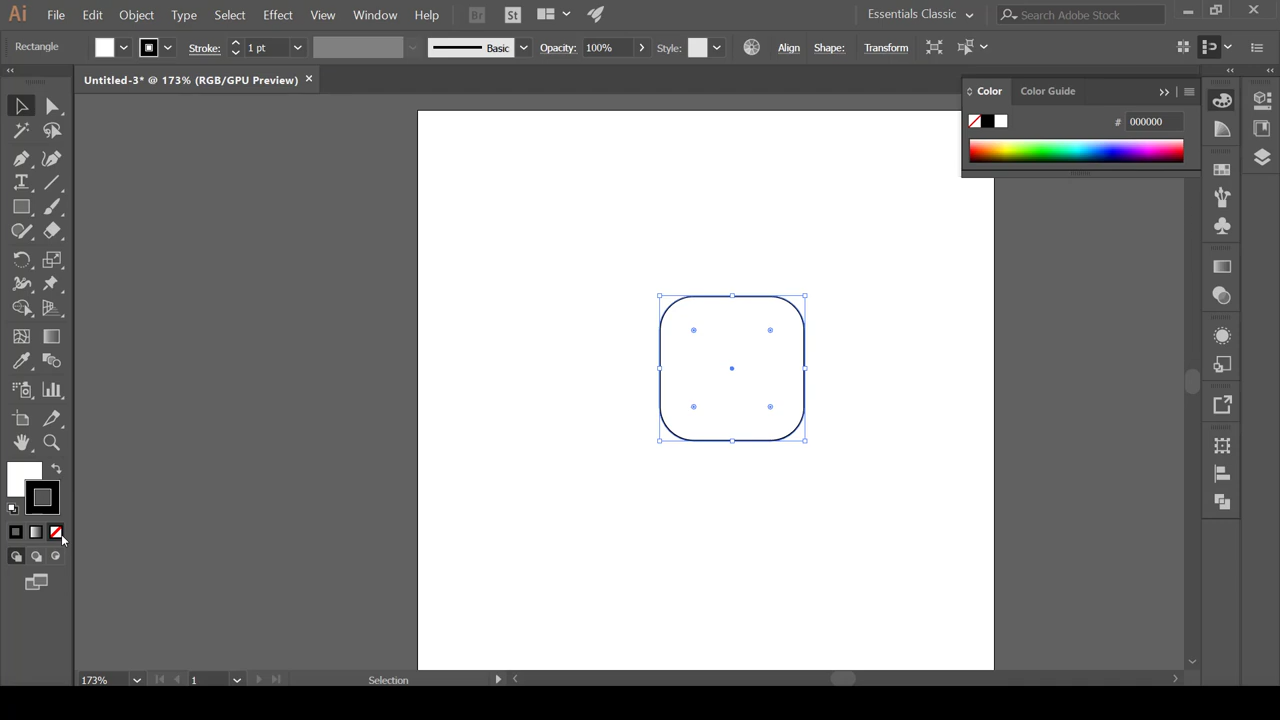 Ai File Edit Object Type Select Effect View Window Help Br St Essentials Classic Search Adobe Stock
Rectangle Stroke: 1 pt Basic Opacity: 100% Style: Align Shape: Transform
Untitled-3* @ 173% (RGB/GPU Preview) ×
Color Color Guide
# 000000
173% 1 Selection